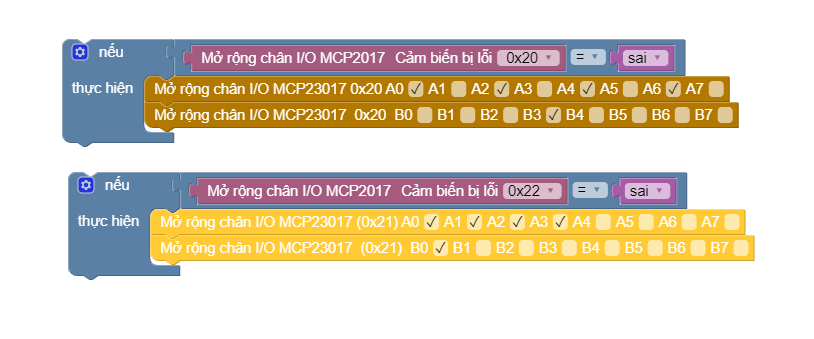 nếu Mở rộng chân I/O MCP2017 Cảm biến bị lỗi 0x20 = sai
thực hiện Mở rộng chân I/O MCP23017 0x20 A0 ✓ A1 A2 ✓ A3 A4 ✓ A5 A6 ✓ A7
Mở rộng chân I/O MCP23017 0x20 B0 B1 B2 B3 ✓ B4 B5 B6 B7
nếu Mở rộng chân I/O MCP2017 Cảm biến bị lỗi 0x22 = sai
thực hiện Mở rộng chân I/O MCP23017 (0x21) A0 ✓ A1 ✓ A2 ✓ A3 ✓ A4 A5 A6 A7
Mở rộng chân I/O MCP23017 (0x21) B0 ✓ B1 B2 B3 B4 B5 B6 B7